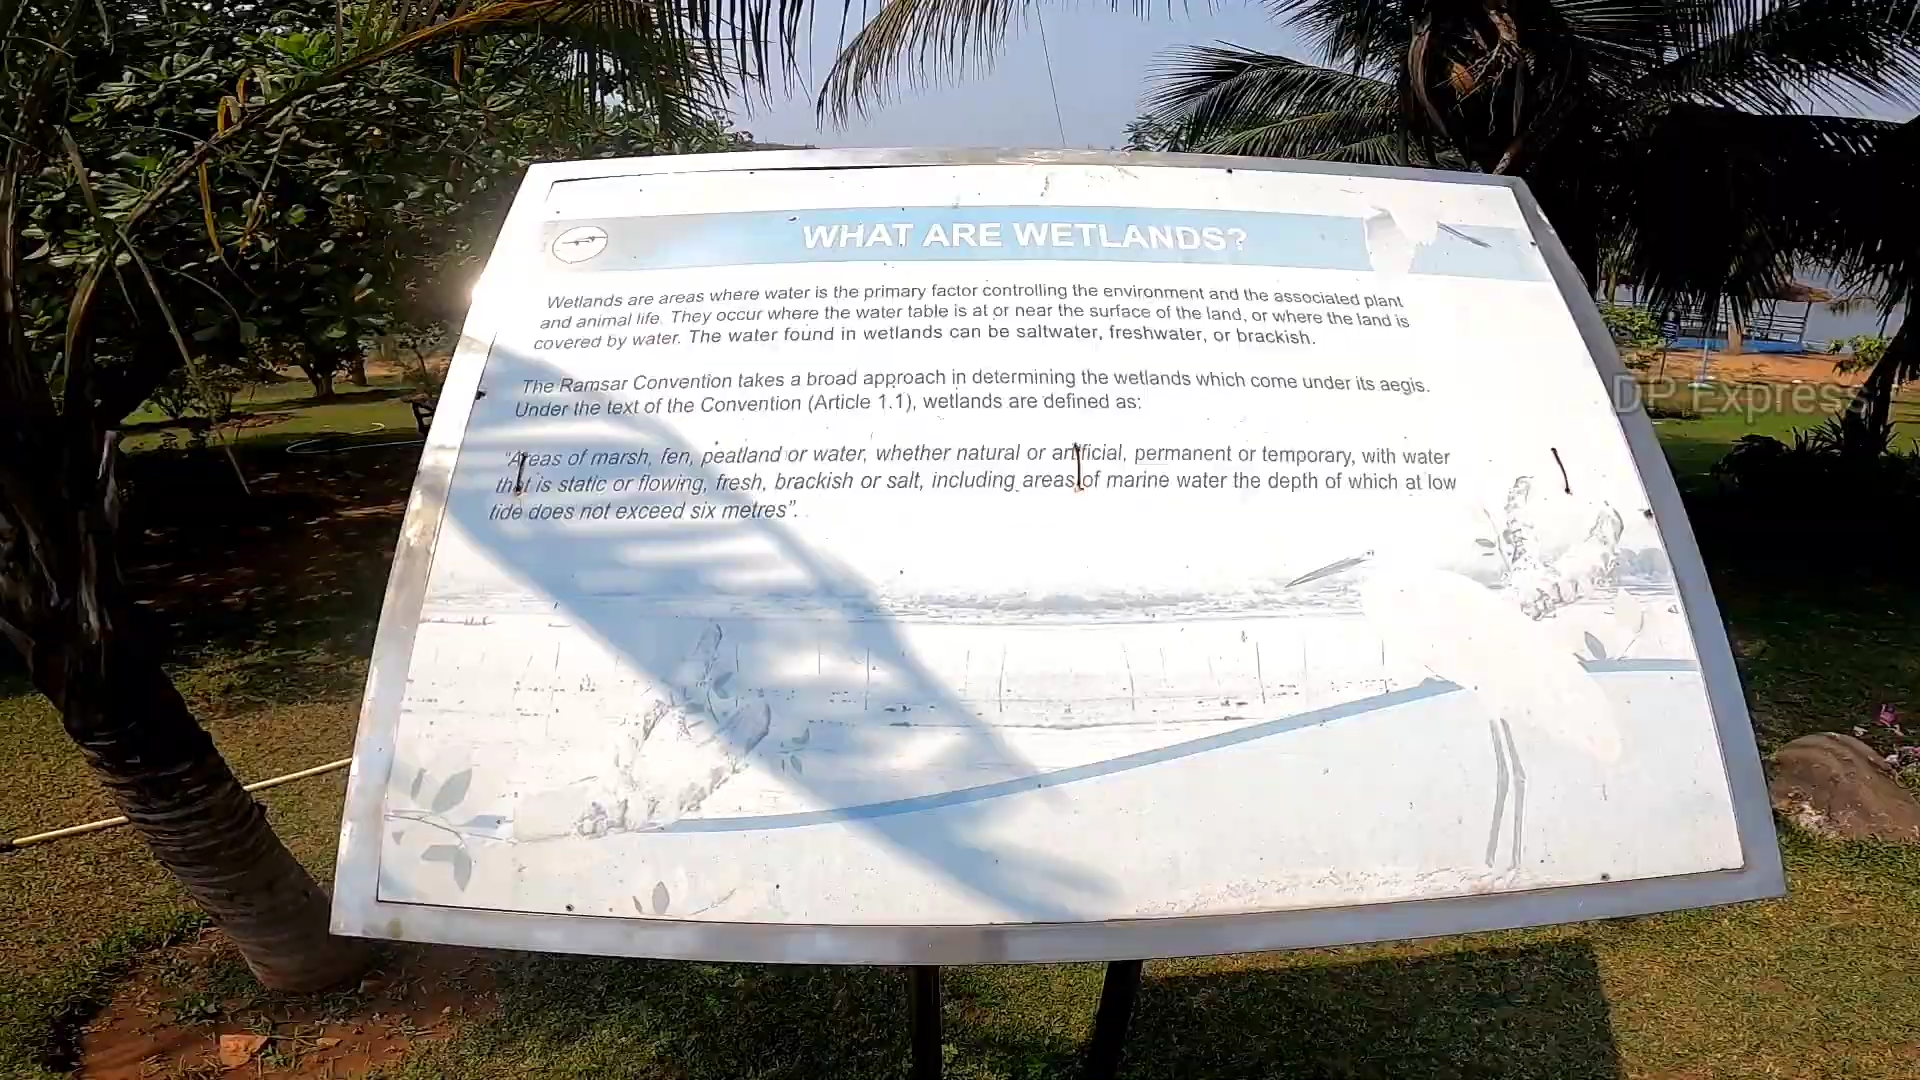 WHAT ARE WETLANDS?
Wetlands are areas where water is the primary factor controlling the environment and the associated plant
and animal life. They occur where the water table is at or near the surface of the land, or where the land is
covered by water. The water found in wetlands can be saltwater, freshwater, or brackish.
The Ramsar Convention takes a broad approach in determining the wetlands which come under its aegis.
Under the text of the Convention (Article 1.1), wetlands are defined as:
"Areas of marsh, fen, peatland or water, whether natural or artificial, permanent or temporary, with water
that is static or flowing, fresh, brackish or salt, including areas of marine water the depth of which at low
tide does not exceed six metres".
DP Express